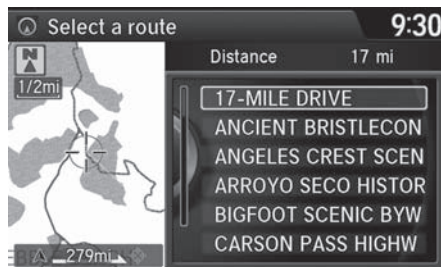 Select a route
9:30
N
1/2mi
Distance 17 mi
17-MILE DRIVE
ANCIENT BRISTLECON
ANGELES CREST SCEN
ARROYO SECO HISTOR
BIGFOOT SCENIC BYW
CARSON PASS HIGHW
279mi